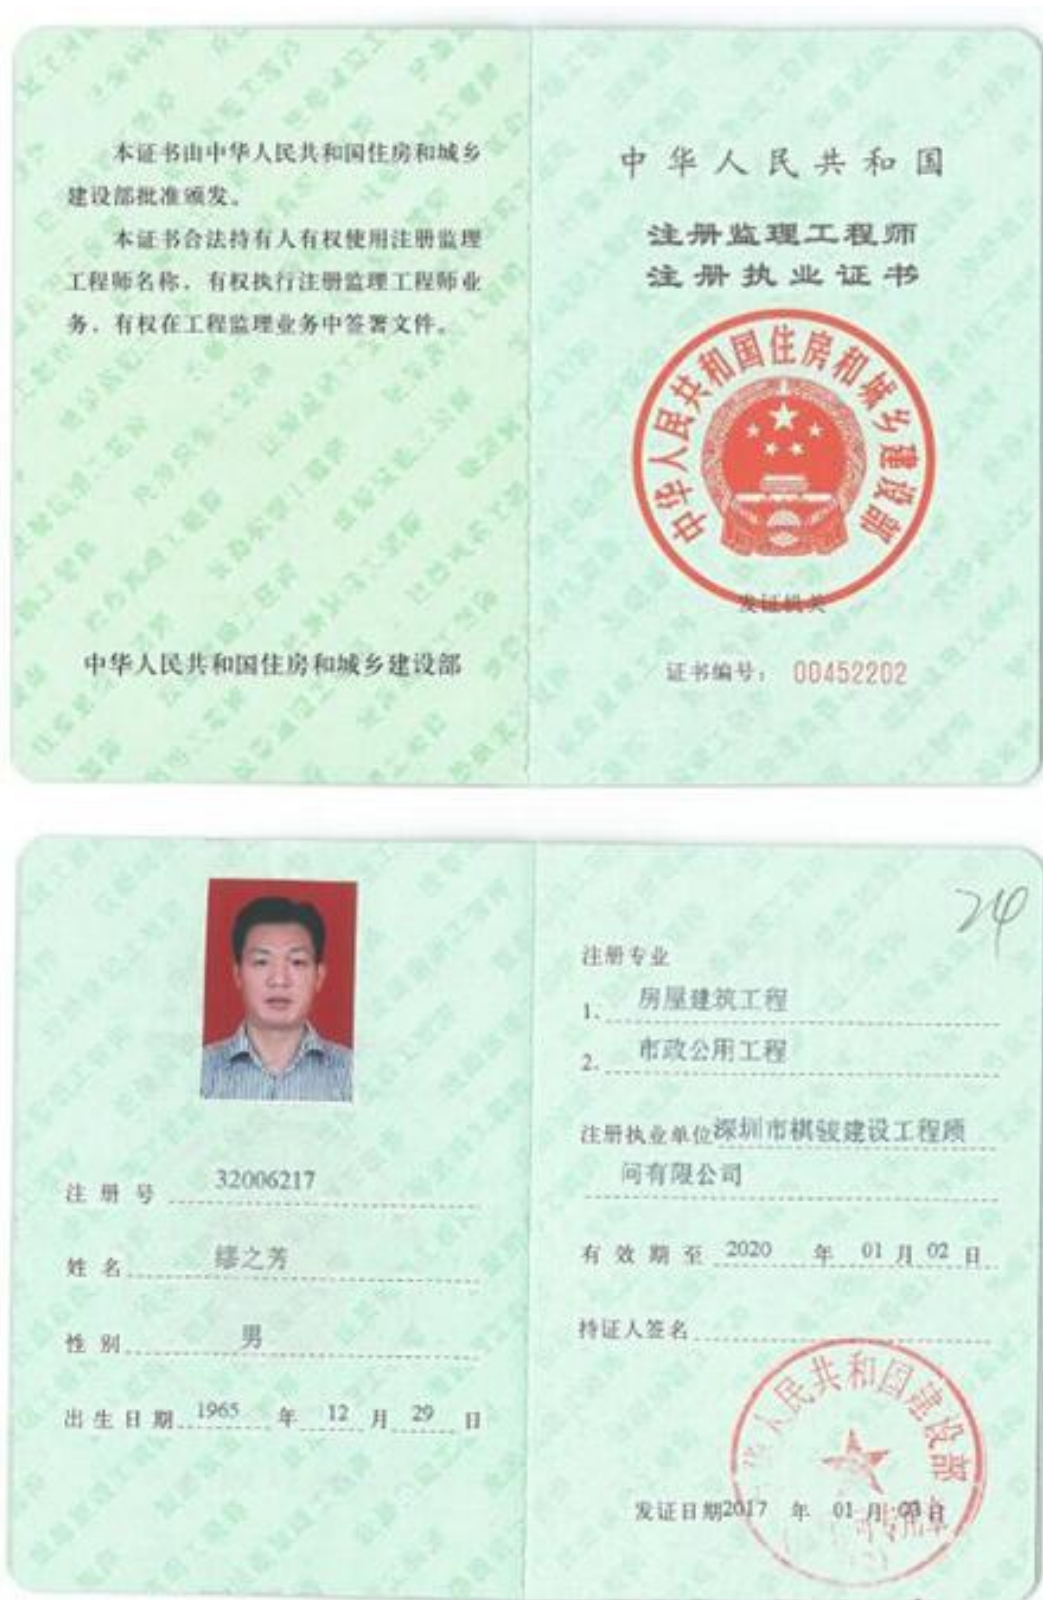 本证书由中华人民共和国住房和城乡
建设部批准颁发。
本证书合法持有人有权使用注册监理
工程师名称，有权执行注册监理工程师业
务，有权在工程监理业务中签署文件。
中华人民共和国住房和城乡建设部
中华人民共和国
注册监理工程师
注册执业证书
中华人民共和国住房和城乡建设部
发证机关
证书编号： 00452202
注册号 32006217
姓名 缪之芳
性别 男
出生日期 1965 年 12 月 29 日
24
注册专业
1、 房屋建筑工程
2、 市政公用工程
注册执业单位深圳市棋骏建设工程顾
问有限公司
有效期至 2020 年 01 月 02 日
持证人签名
人民共和国建设部
发证日期2017 年 01 月 03 日